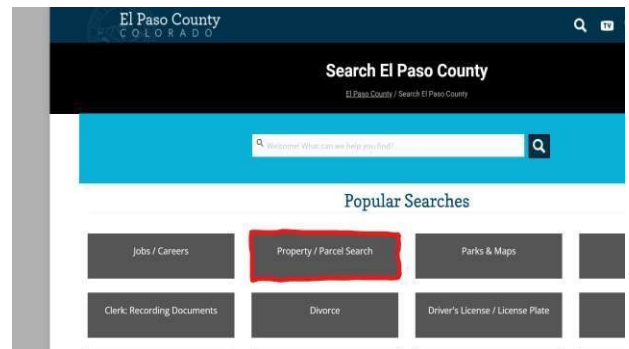 El Paso County
COLORADO
TV
Search El Paso County
El Paso County / Search El Paso County
Welcome! What can we help you find?
Popular Searches
Jobs / Careers
Property / Parcel Search
Parks & Maps
Clerk: Recording Documents
Divorce
Driver's License / License Plate